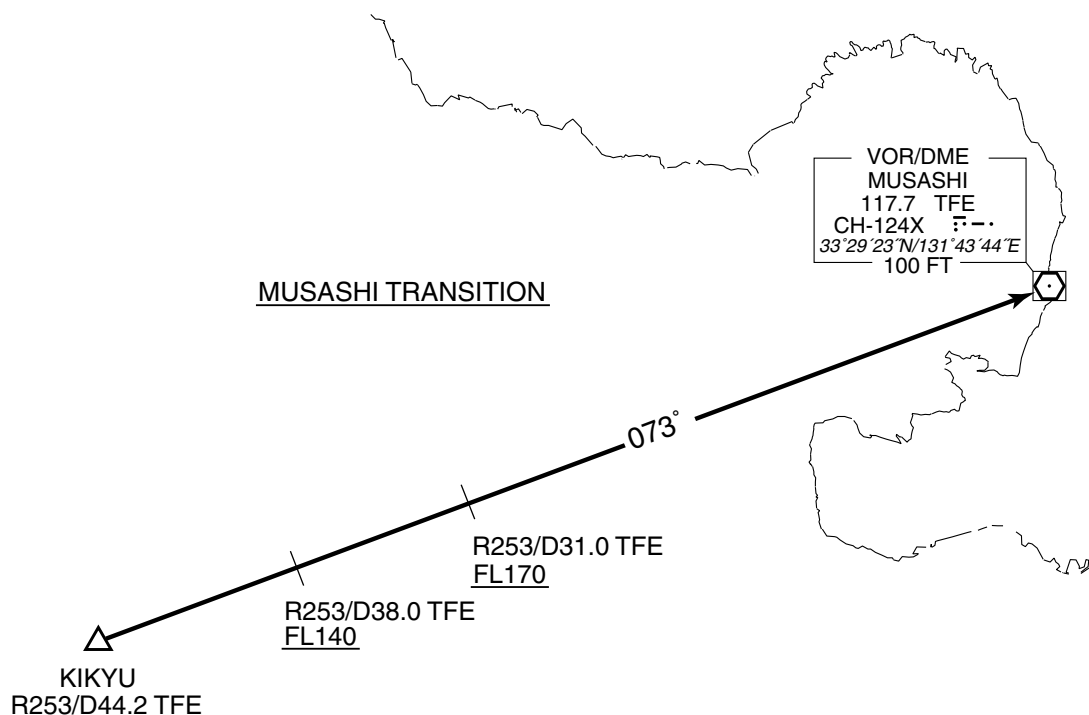 VOR/DME
MUSASHI
117.7 TFE
CH-124X
33°29´23˝N/131°43´44˝E
100 FT
MUSASHI TRANSITION
073°
R253/D31.0 TFE
FL170
R253/D38.0 TFE
FL140
KIKYU
R253/D44.2 TFE